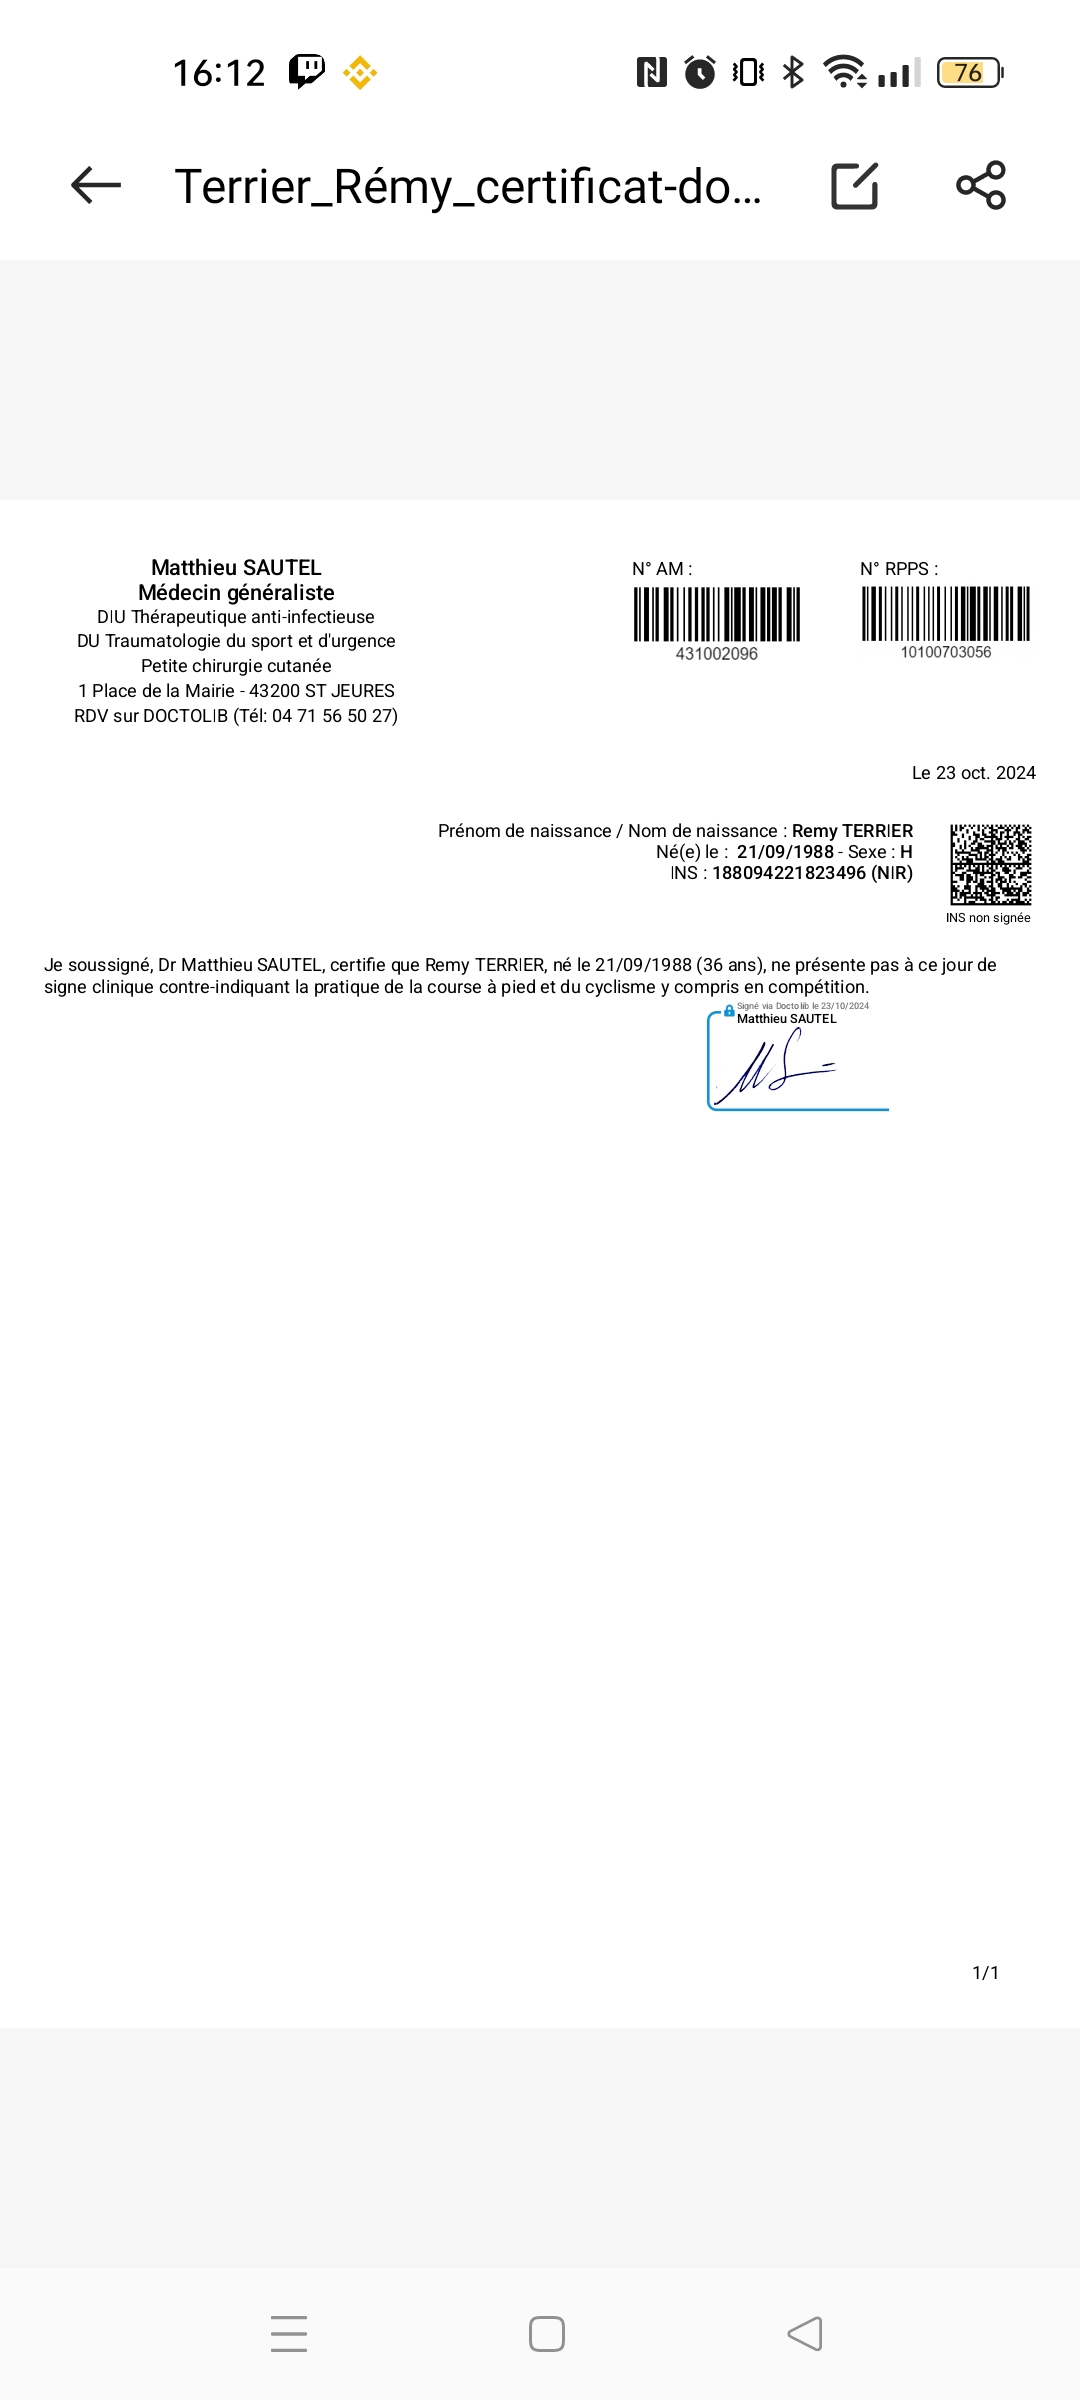 16:12
76
Terrier_Rémy_certificat-do...
Matthieu SAUTEL
Médecin généraliste
DIU Thérapeutique anti-infectieuse
DU Traumatologie du sport et d'urgence
Petite chirurgie cutanée
1 Place de la Mairie - 43200 ST JEURES
RDV sur DOCTOLIB (Tél: 04 71 56 50 27)
N° AM :
431002096
N° RPPS :
10100703056
Le 23 oct. 2024
Prénom de naissance / Nom de naissance : Remy TERRIER
Né(e) le : 21/09/1988 - Sexe : H
INS : 188094221823496 (NIR)
INS non signée
Je soussigné, Dr Matthieu SAUTEL, certifie que Remy TERRIER, né le 21/09/1988 (36 ans), ne présente pas à ce jour de
signe clinique contre-indiquant la pratique de la course à pied et du cyclisme y compris en compétition.
Signé via Doctolib le 23/10/2024
Matthieu SAUTEL
MS
1/1